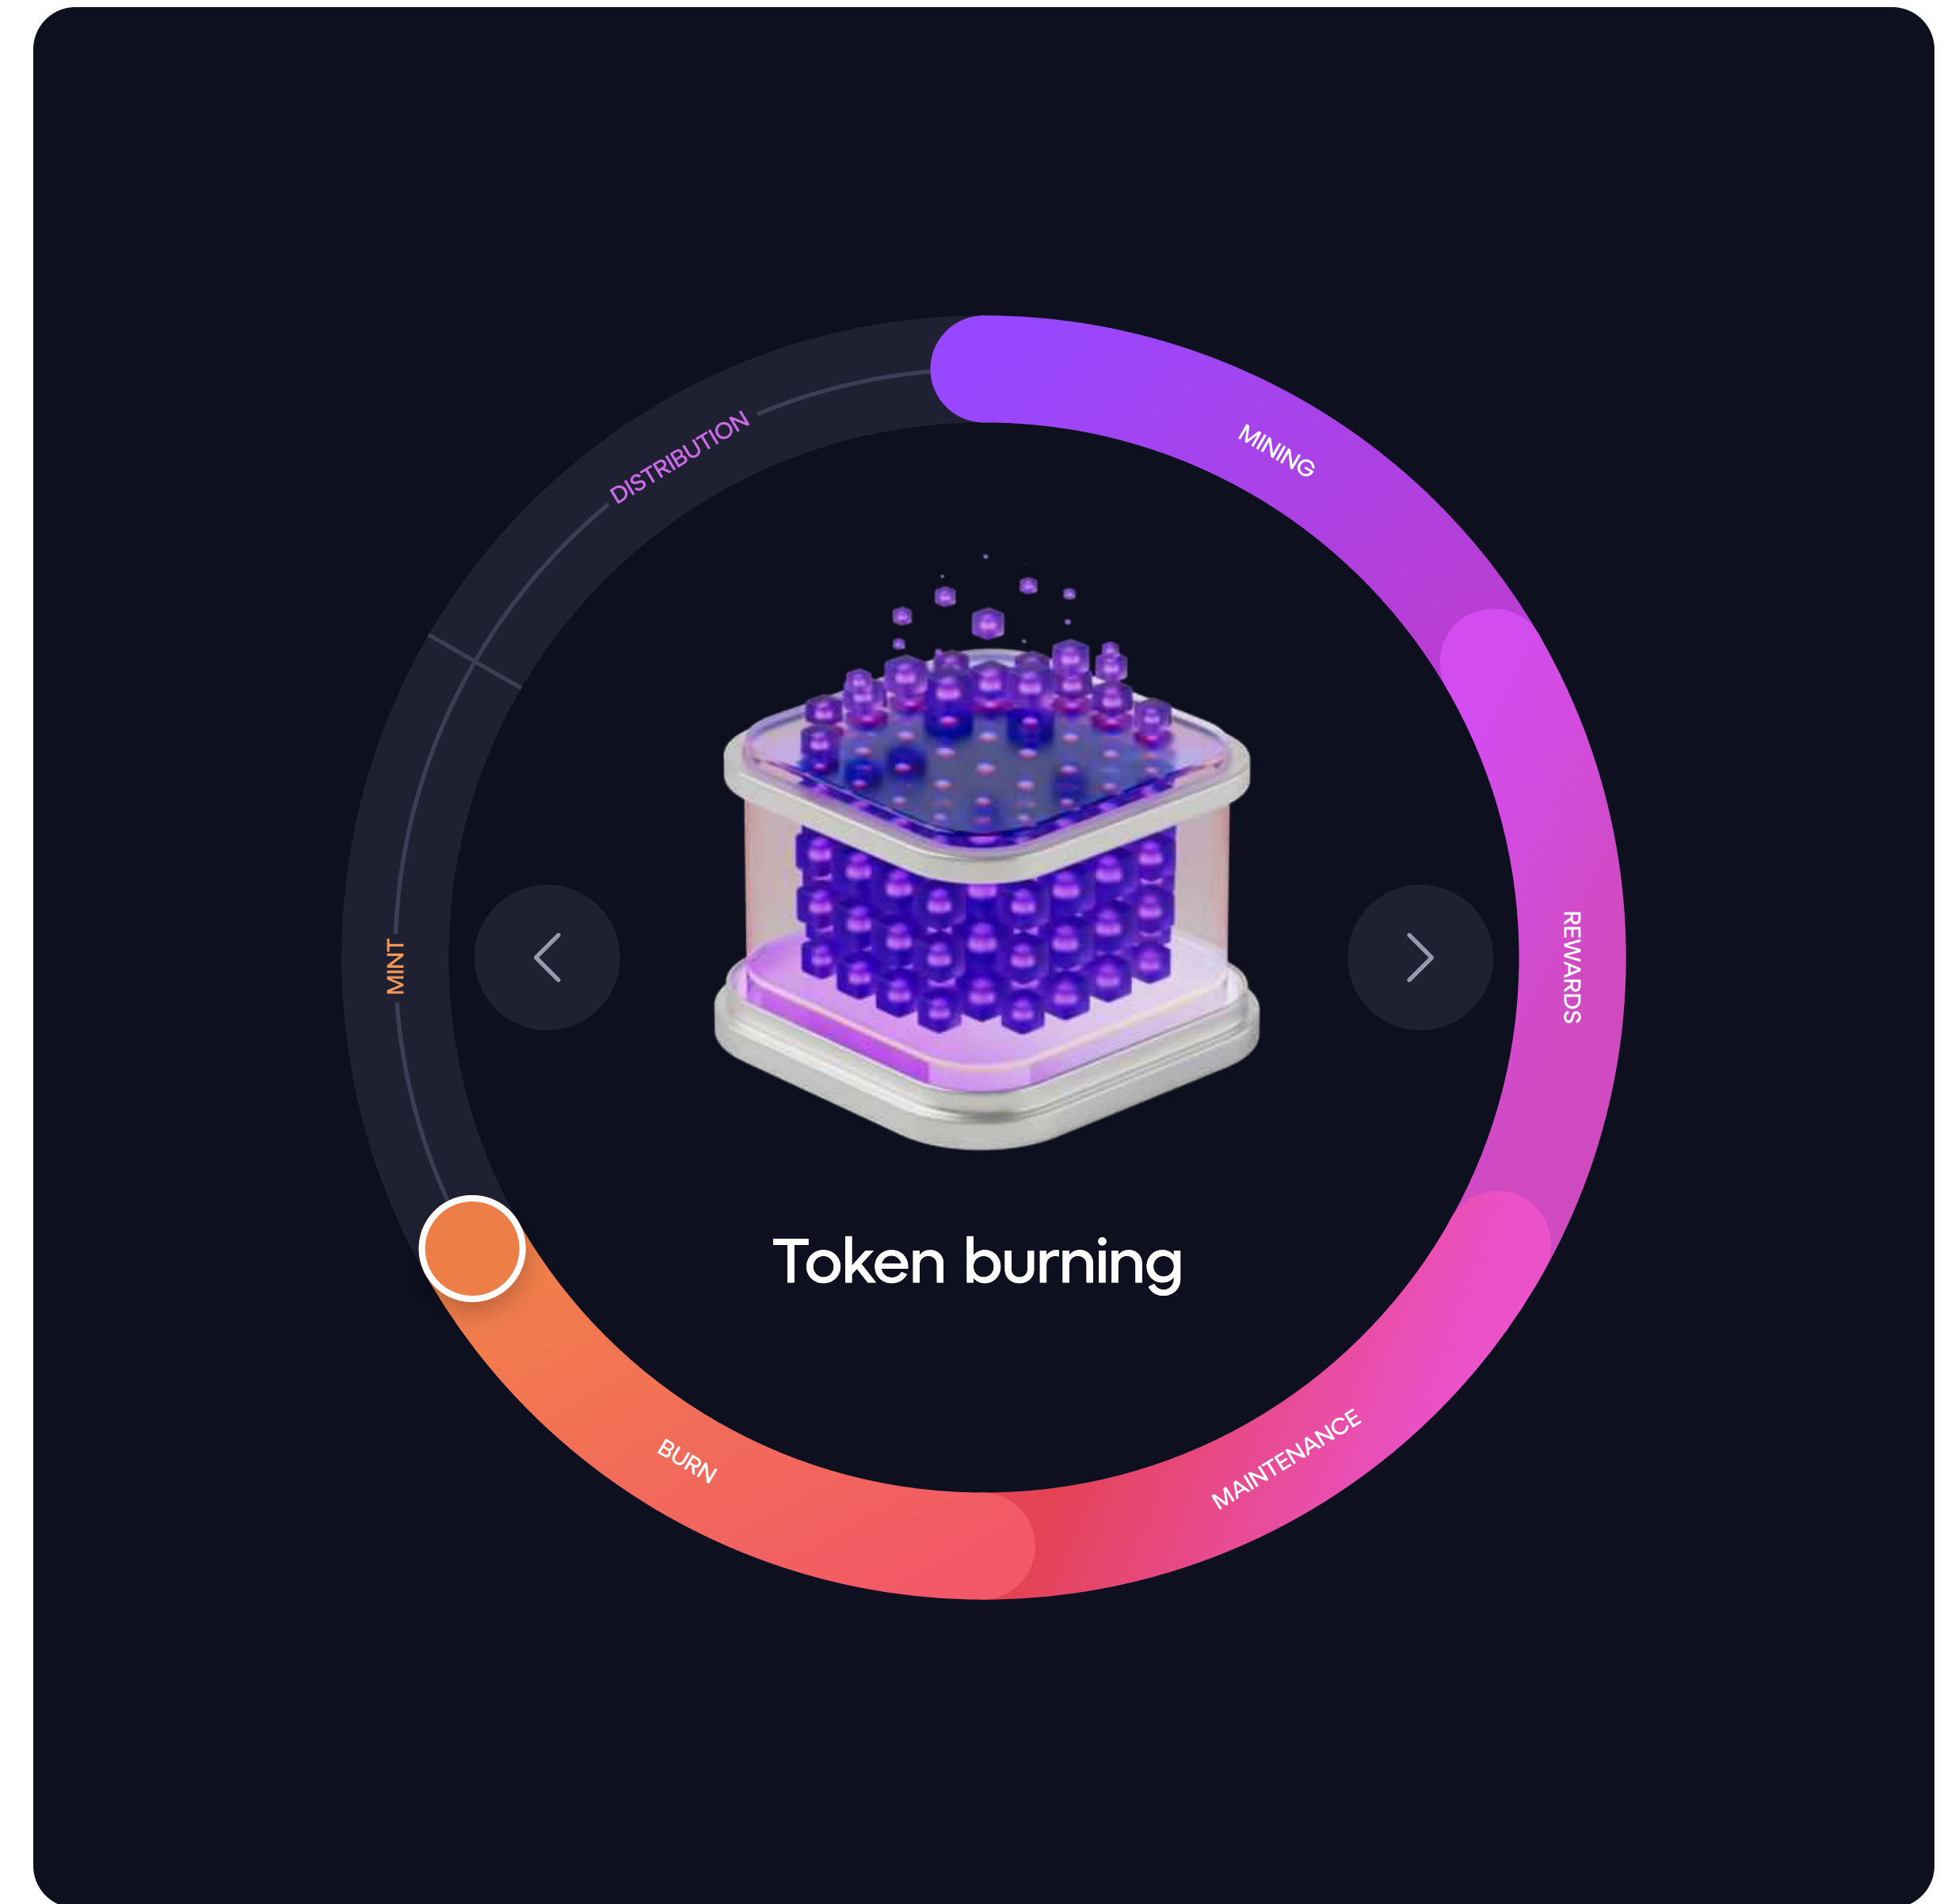 MINING
REWARDS
MAINTENANCE
BURN
MINT
DISTRIBUTION
Token burning